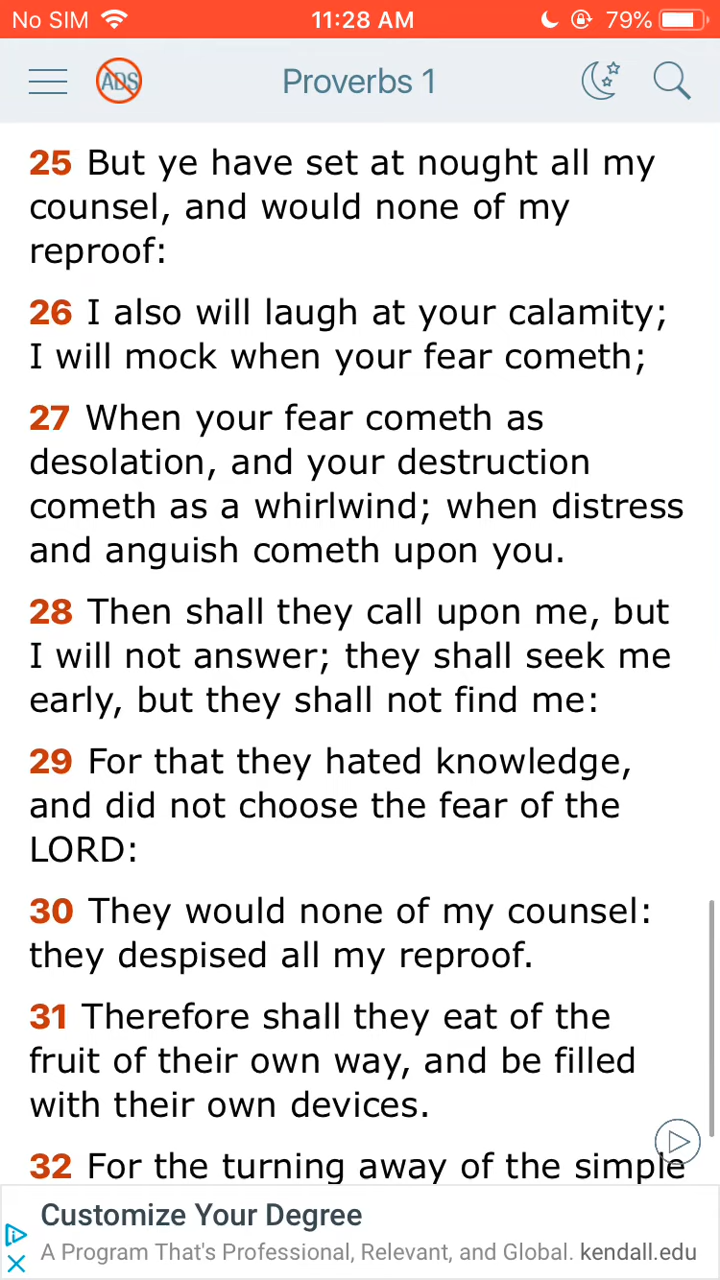 No SIM 11:28 AM 79%
ADS Proverbs 1
25 But ye have set at nought all my
counsel, and would none of my
reproof:
26 I also will laugh at your calamity;
I will mock when your fear cometh;
27 When your fear cometh as
desolation, and your destruction
cometh as a whirlwind; when distress
and anguish cometh upon you.
28 Then shall they call upon me, but
I will not answer; they shall seek me
early, but they shall not find me:
29 For that they hated knowledge,
and did not choose the fear of the
LORD:
30 They would none of my counsel:
they despised all my reproof.
31 Therefore shall they eat of the
fruit of their own way, and be filled
with their own devices.
32 For the turning away of the simple
Customize Your Degree
A Program That's Professional, Relevant, and Global. kendall.edu